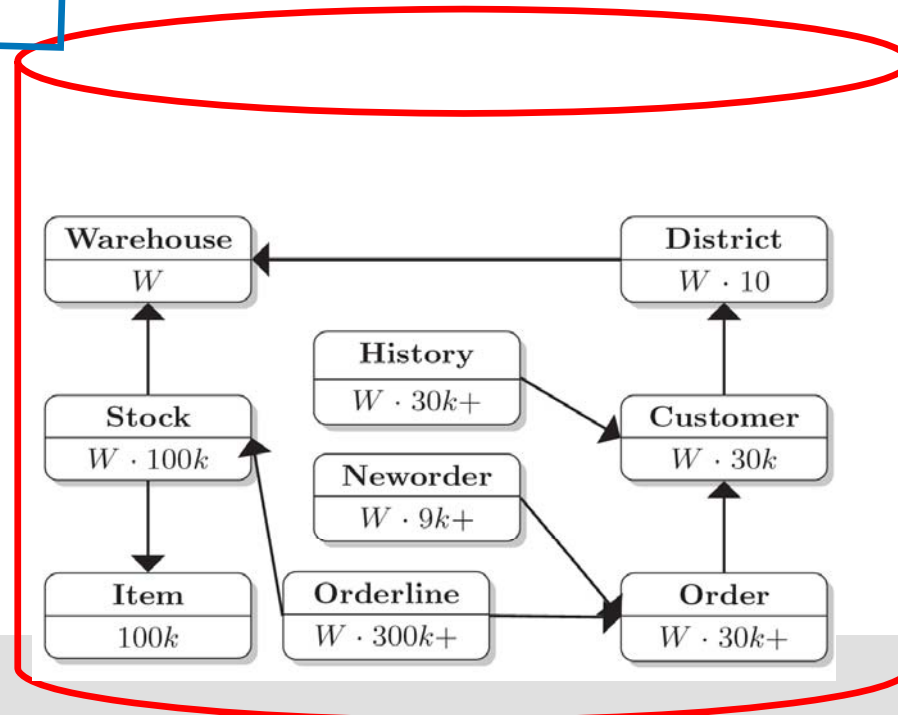 Warehouse
W
District
W · 10
History
W · 30k+
Stock
W · 100k
Customer
W · 30k
Neworder
W · 9k+
Item
100k
Orderline
W · 300k+
Order
W · 30k+